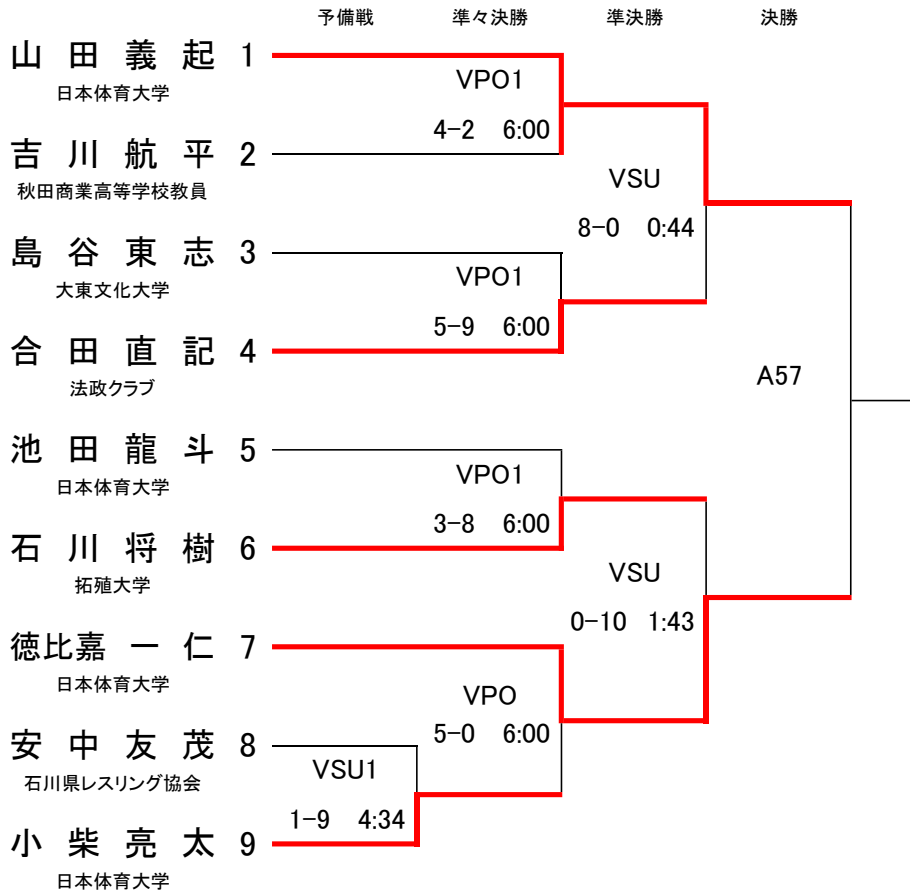 予備戦 準々決勝 準決勝 決勝
山田義起 1
日本体育大学
VPO1
4-2 6:00
吉川航平 2
秋田商業高等学校教員
VSU
8-0 0:44
島谷東志 3
大東文化大学
VPO1
5-9 6:00
合田直記 4
法政クラブ
A57
池田龍斗 5
日本体育大学
VPO1
3-8 6:00
石川将樹 6
拓殖大学
VSU
0-10 1:43
徳比嘉一仁 7
日本体育大学
VPO
5-0 6:00
安中友茂 8
石川県レスリング協会
VSU1
1-9 4:34
小柴亮太 9
日本体育大学